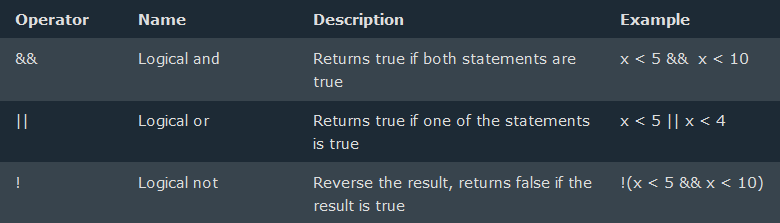 Operator Name Description Example
&& Logical and Returns true if both statements are true x < 5 &&  x < 10
|| Logical or Returns true if one of the statements is true x < 5 || x < 4
! Logical not Reverse the result, returns false if the result is true !(x < 5 && x < 10)